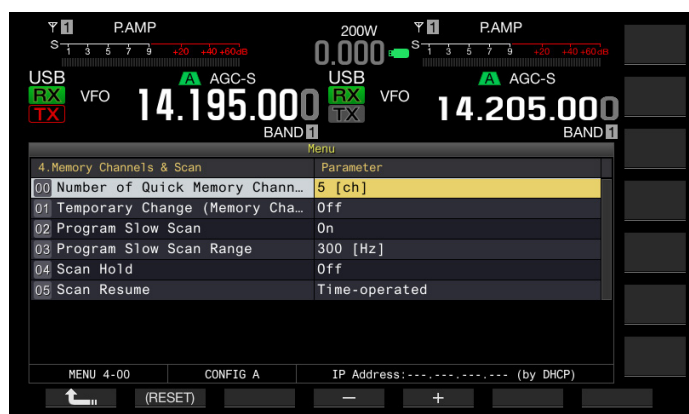 1 P.AMP 200W 1 P.AMP
S 1 3 5 7 9 +20 +40 +60dB 0.000 S 1 3 5 7 9 +20 +40 +60dB
USB A AGC-S USB A AGC-S
RX VFO 14.195.000 RX VFO 14.205.000
TX TX
BAND 1 BAND 1
Menu
4.Memory Channels & Scan Parameter
00 Number of Quick Memory Chann… 5 [ch]
01 Temporary Change (Memory Cha… Off
02 Program Slow Scan On
03 Program Slow Scan Range 300 [Hz]
04 Scan Hold Off
05 Scan Resume Time-operated
MENU 4-00 CONFIG A IP Address:---.---.---.--- (by DHCP)
(RESET) − +